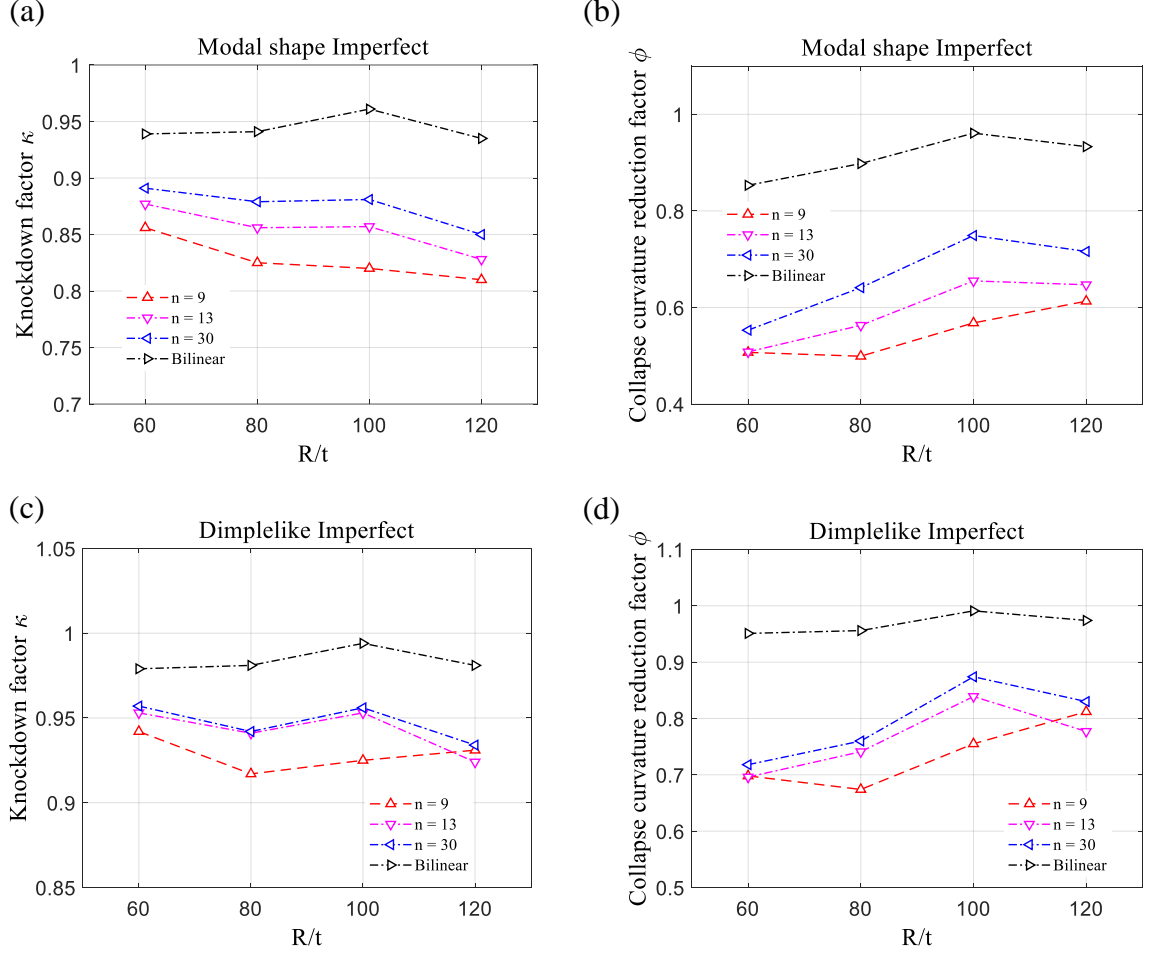 (a)
Modal shape Imperfect
Knockdown factor κ
1
0.95
0.9
0.85
0.8
0.75
0.7
n = 9
n = 13
n = 30
Bilinear
60 80 100 120
R/t
(b)
Modal shape Imperfect
Collapse curvature reduction factor ϕ
1
0.8
0.6
0.4
n = 9
n = 13
n = 30
Bilinear
60 80 100 120
R/t
(c)
Dimplelike Imperfect
Knockdown factor κ
1.05
1
0.95
0.9
0.85
n = 9
n = 13
n = 30
Bilinear
60 80 100 120
R/t
(d)
Dimplelike Imperfect
Collapse curvature reduction factor ϕ
1.1
1
0.9
0.8
0.7
0.6
0.5
n = 9
n = 13
n = 30
Bilinear
60 80 100 120
R/t